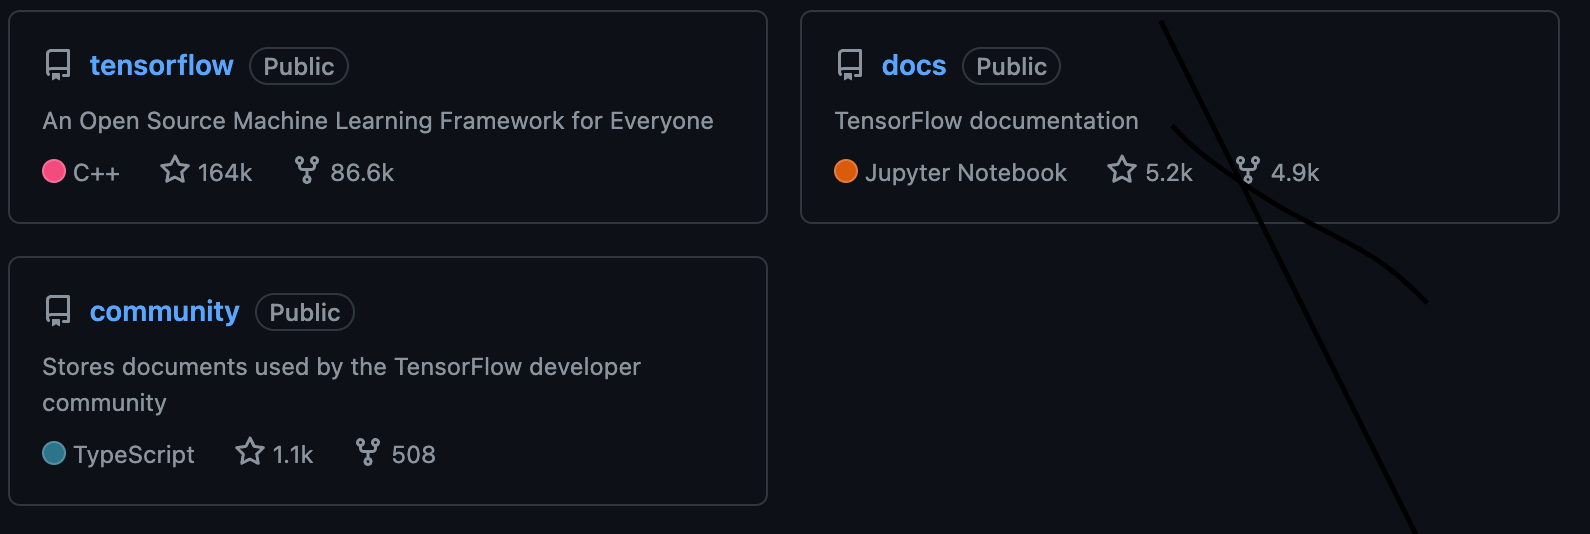 tensorflow Public
An Open Source Machine Learning Framework for Everyone
C++ 164k 86.6k
docs Public
TensorFlow documentation
Jupyter Notebook 5.2k 4.9k
community Public
Stores documents used by the TensorFlow developer
community
TypeScript 1.1k 508